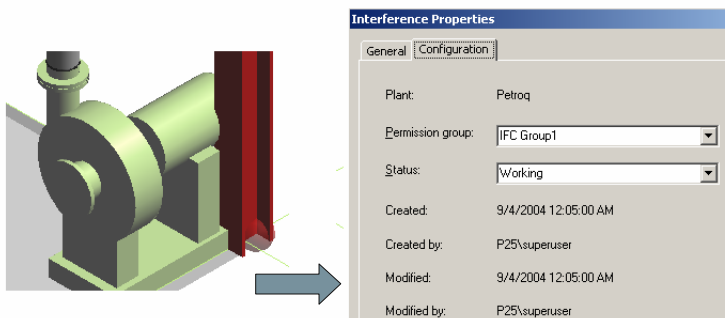 Interference Properties
General Configuration
Plant: Petroq
Permission group: IFC Group1
Status: Working
Created: 9/4/2004 12:05:00 AM
Created by: P25\superuser
Modified: 9/4/2004 12:05:00 AM
Modified by: P25\superuser